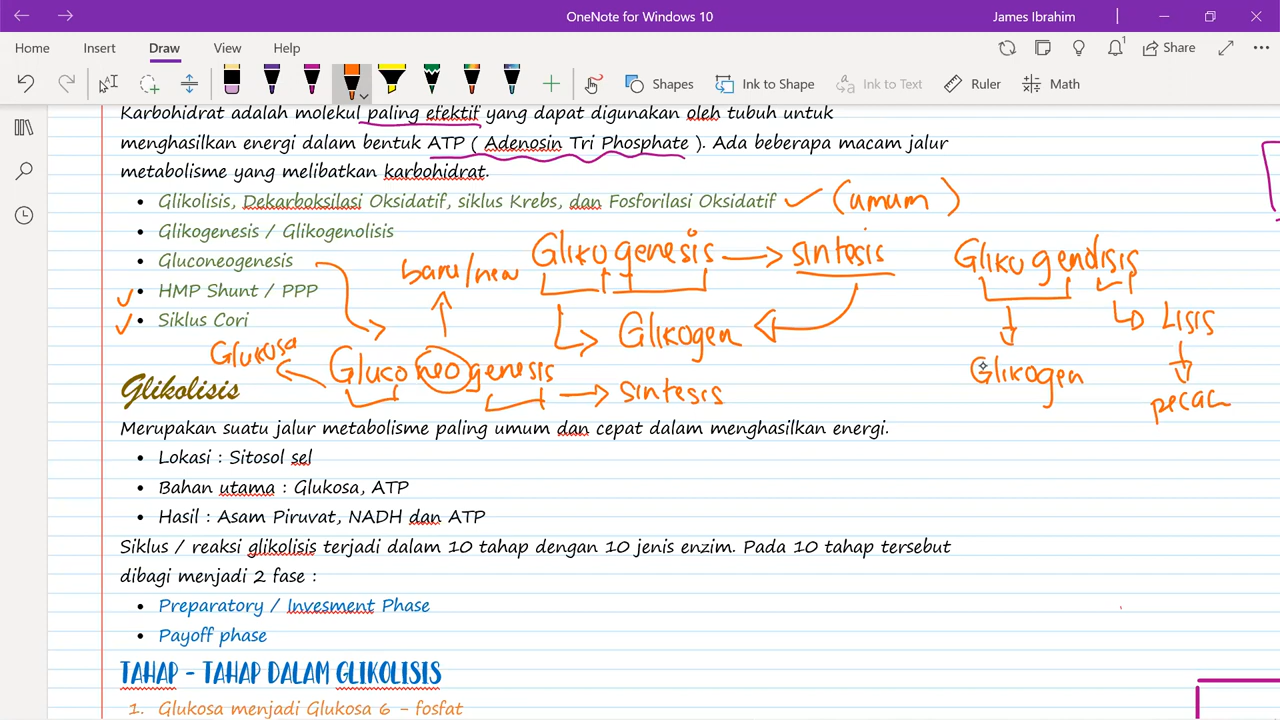 OneNote for Windows 10
James Ibrahim
Home Insert Draw View Help
1 Share
Shapes Ink to Shape Ink to Text Ruler Math
Karbohidrat adalah molekul paling efektif yang dapat digunakan oleh tubuh untuk
menghasilkan energi dalam bentuk ATP ( Adenosin Tri Phosphate ). Ada beberapa macam jalur
metabolisme yang melibatkan karbohidrat.
• Glikolisis, Dekarboksilasi Oksidatif, siklus Krebs, dan Fosforilasi Oksidatif
(umum)
• Glikogenesis / Glikogenolisis
• Gluconeogenesis
• HMP Shunt / PPP
• Siklus Cori
Glikogenesis → sintesis
Glikogen
baru/new
Glukosa
Gluconeogenesis → sintesis
Glikogenolisis
Lisis
Glikogen
pecah
Glikolisis
Merupakan suatu jalur metabolisme paling umum dan cepat dalam menghasilkan energi.
• Lokasi : Sitosol sel
• Bahan utama : Glukosa, ATP
• Hasil : Asam Piruvat, NADH dan ATP
Siklus / reaksi glikolisis terjadi dalam 10 tahap dengan 10 jenis enzim. Pada 10 tahap tersebut
dibagi menjadi 2 fase :
• Preparatory / Invesment Phase
• Payoff phase
TAHAP - TAHAP DALAM GLIKOLISIS
1. Glukosa menjadi Glukosa 6 - fosfat